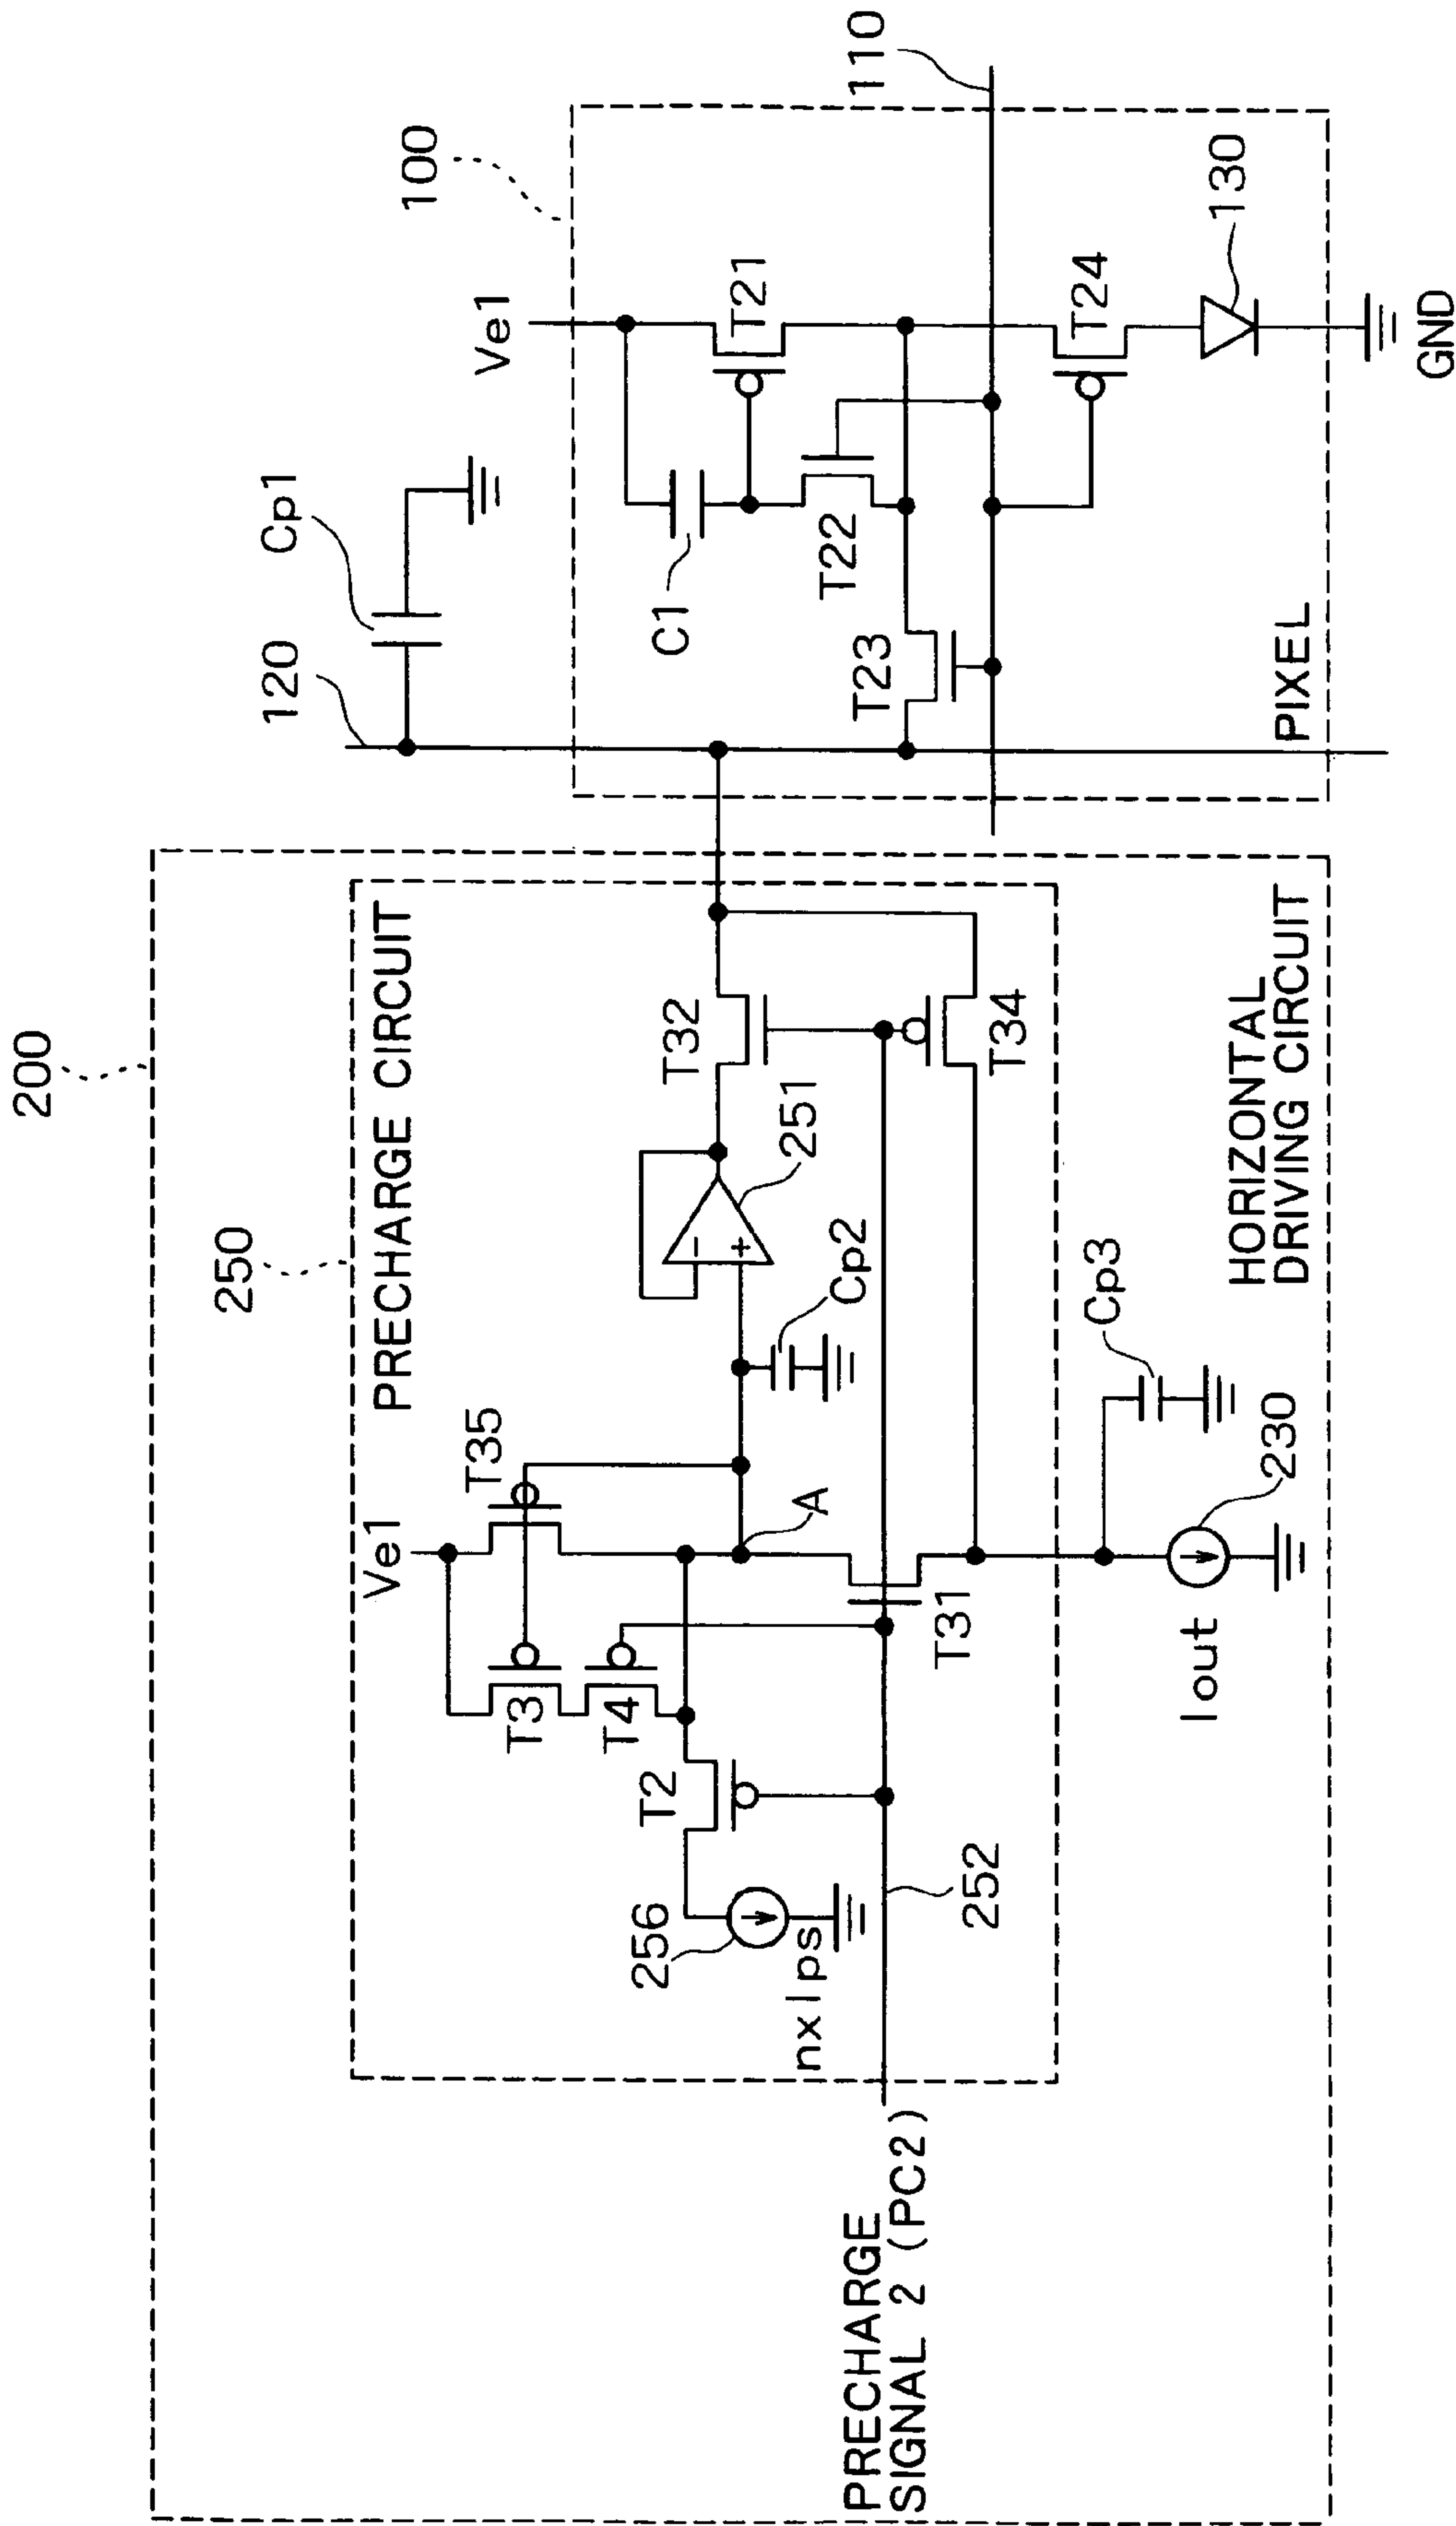 200
250
PRECHARGE CIRCUIT
Ve1
T35
T3
T4
T2
256
nxIps
A
T31
252
Cp2
251
T32
T34
PRECHARGE
SIGNAL 2 (PC2)
Iout
230
Cp3
HORIZONTAL
DRIVING CIRCUIT
120
Cp1
100
Ve1
T21
C1
T22
T23
110
T24
130
PIXEL
GND